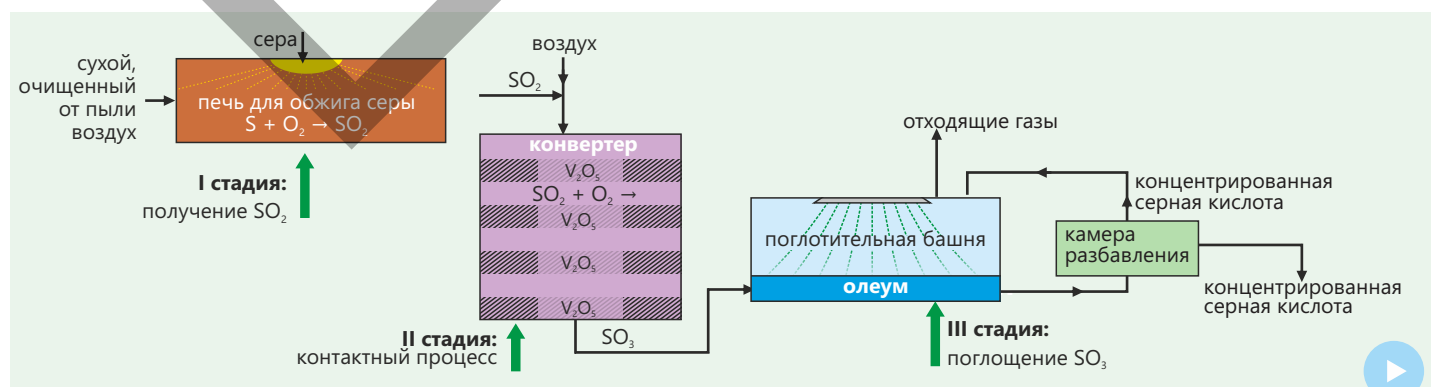 сера
сухой,
очищенный
от пыли
воздух
печь для обжига серы
S + O₂ → SO₂
I стадия:
получение SO₂
воздух
SO₂
конвертер
V₂O₅
SO₂ + O₂ →
V₂O₅
V₂O₅
V₂O₅
II стадия:
контактный процесс
SO₃
отходящие газы
поглотительная башня
олеум
III стадия:
поглощение SO₃
концентрированная
серная кислота
камера
разбавления
концентрированная
серная кислота